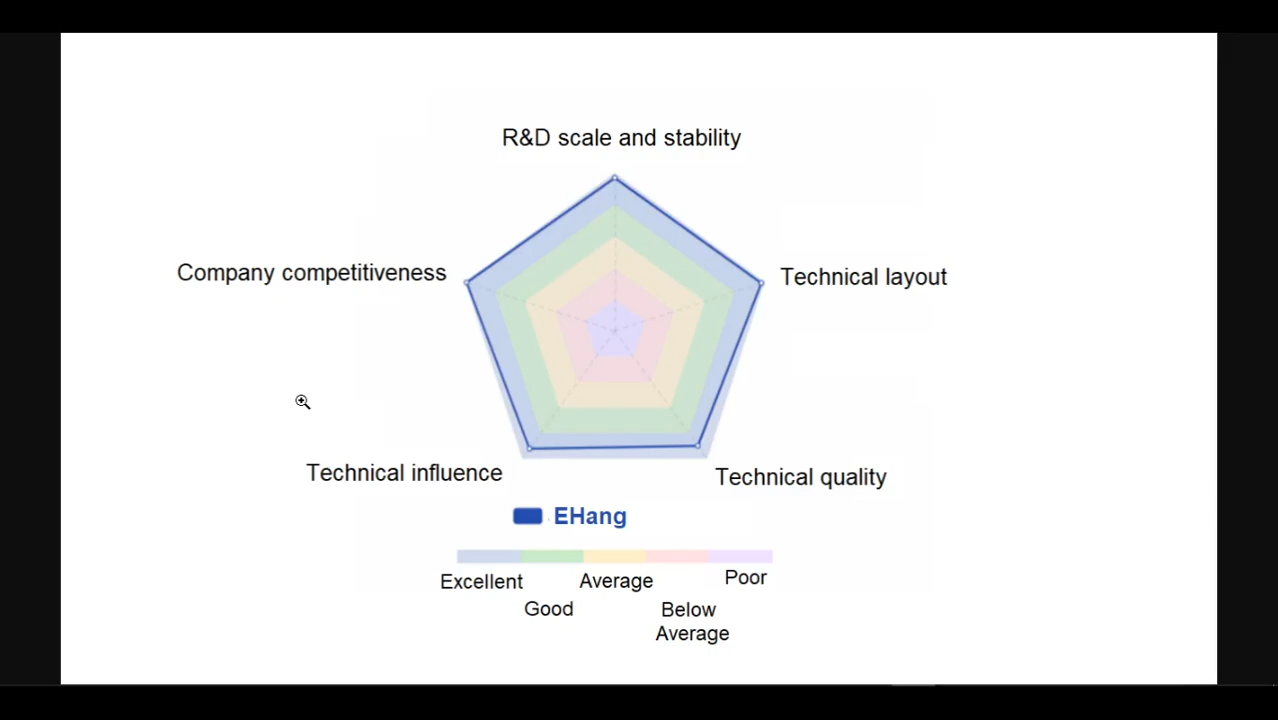 R&D scale and stability
Company competitiveness
Technical layout
Technical influence
Technical quality
EHang
Excellent
Good
Average
Below
Average
Poor